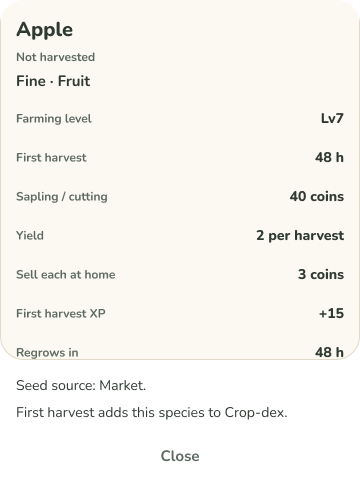 Apple
Not harvested
Fine · Fruit
Farming level Lv7
First harvest 48 h
Sapling / cutting 40 coins
Yield 2 per harvest
Sell each at home 3 coins
First harvest XP +15
Regrows in 48 h
Seed source: Market.
First harvest adds this species to Crop-dex.
Close